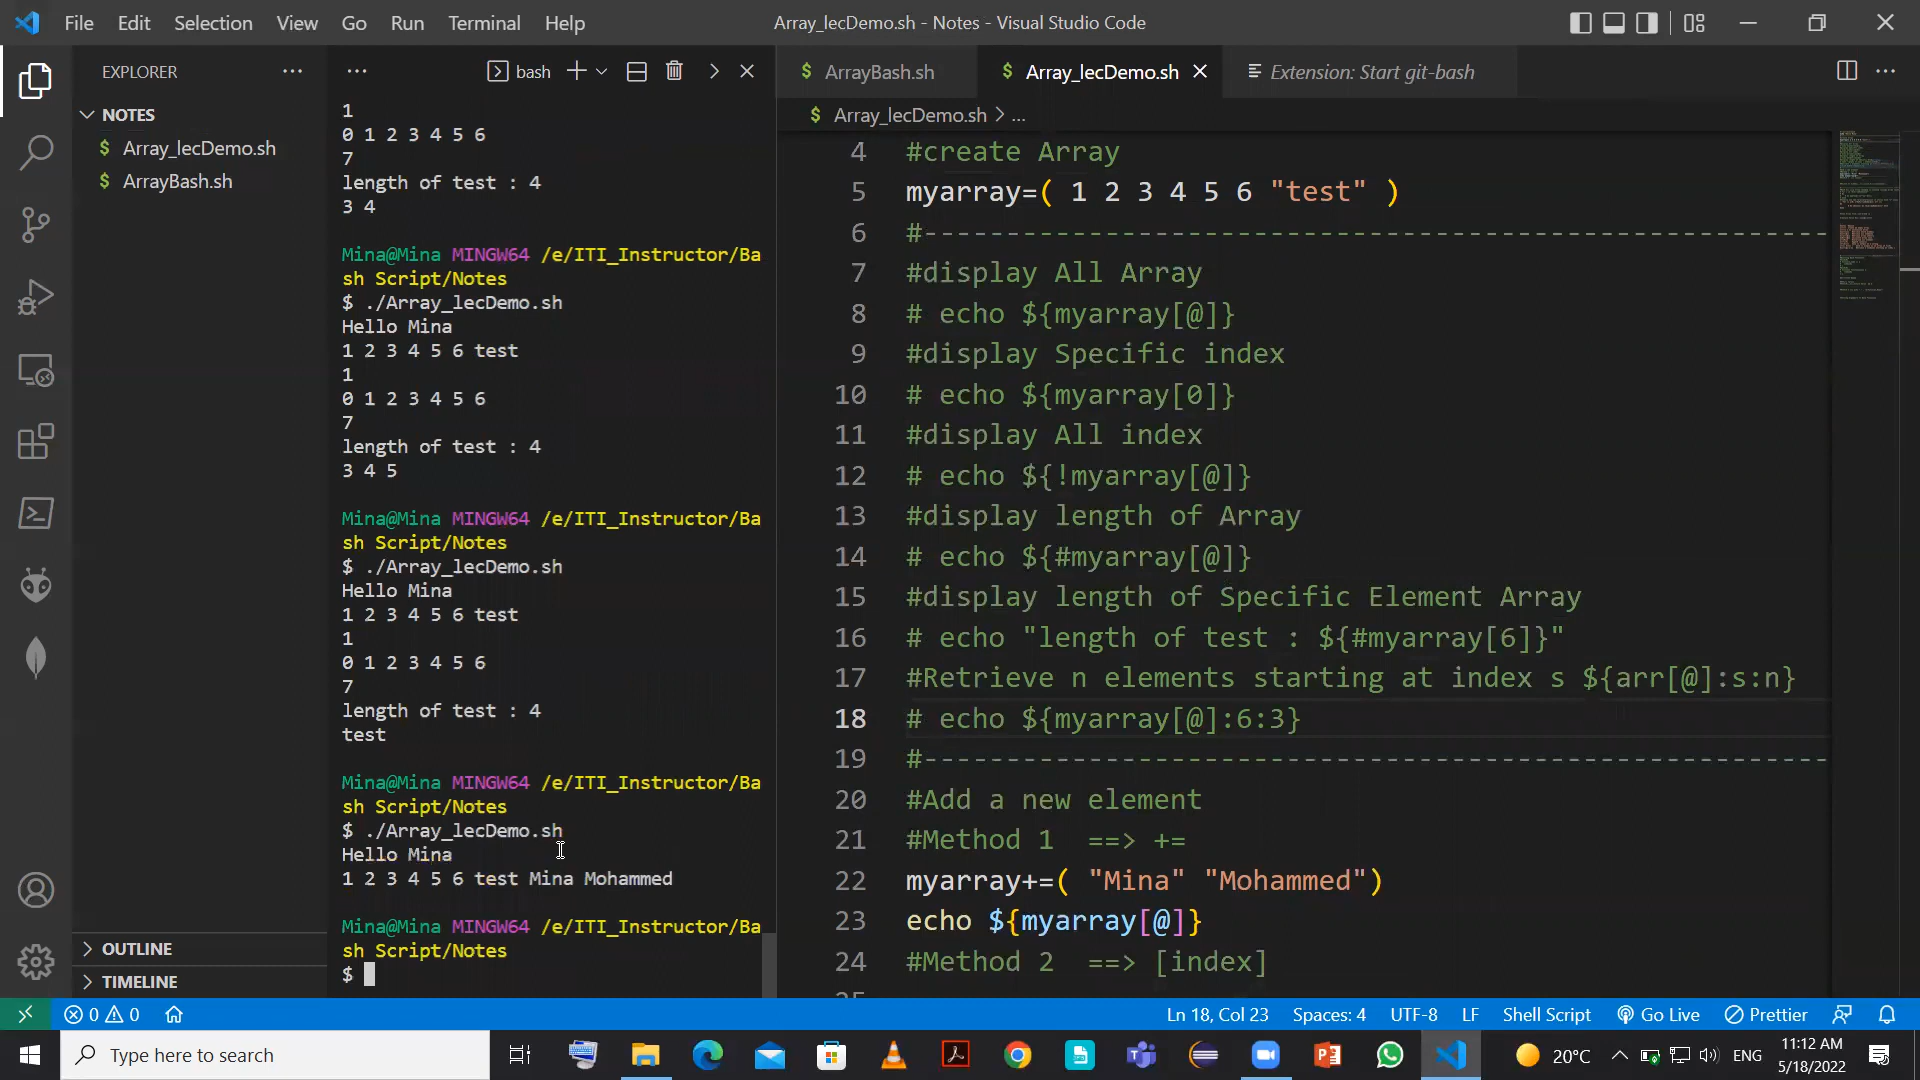 File Edit Selection View Go Run Terminal Help
Array_lecDemo.sh - Notes - Visual Studio Code
EXPLORER
NOTES
$ Array_lecDemo.sh
$ ArrayBash.sh
OUTLINE
TIMELINE
bash
1
0 1 2 3 4 5 6
7
length of test : 4
3 4
Mina@Mina MINGW64 /e/ITI_Instructor/Ba
sh Script/Notes
$ ./Array_lecDemo.sh
Hello Mina
1 2 3 4 5 6 test
1
0 1 2 3 4 5 6
7
length of test : 4
3 4 5
Mina@Mina MINGW64 /e/ITI_Instructor/Ba
sh Script/Notes
$ ./Array_lecDemo.sh
Hello Mina
1 2 3 4 5 6 test
1
0 1 2 3 4 5 6
7
length of test : 4
test
Mina@Mina MINGW64 /e/ITI_Instructor/Ba
sh Script/Notes
$ ./Array_lecDemo.sh
Hello Mina
1 2 3 4 5 6 test Mina Mohammed
Mina@Mina MINGW64 /e/ITI_Instructor/Ba
sh Script/Notes
$
$ ArrayBash.sh $ Array_lecDemo.sh Extension: Start git-bash
$ Array_lecDemo.sh > ...
4 #create Array
5 myarray=( 1 2 3 4 5 6 "test" )
6 #-------------------------------------------------------
7 #display All Array
8 # echo ${myarray[@]}
9 #display Specific index
10 # echo ${myarray[0]}
11 #display All index
12 # echo ${!myarray[@]}
13 #display length of Array
14 # echo ${#myarray[@]}
15 #display length of Specific Element Array
16 # echo "length of test : ${#myarray[6]}"
17 #Retrieve n elements starting at index s ${arr[@]:s:n}
18 # echo ${myarray[@]:6:3}
19 #-------------------------------------------------------
20 #Add a new element
21 #Method 1 ==> +=
22 myarray+=( "Mina" "Mohammed")
23 echo ${myarray[@]}
24 #Method 2 ==> [index]
0 0
Ln 18, Col 23 Spaces: 4 UTF-8 LF Shell Script Go Live Prettier
Type here to search
20°C ENG 11:12 AM
5/18/2022